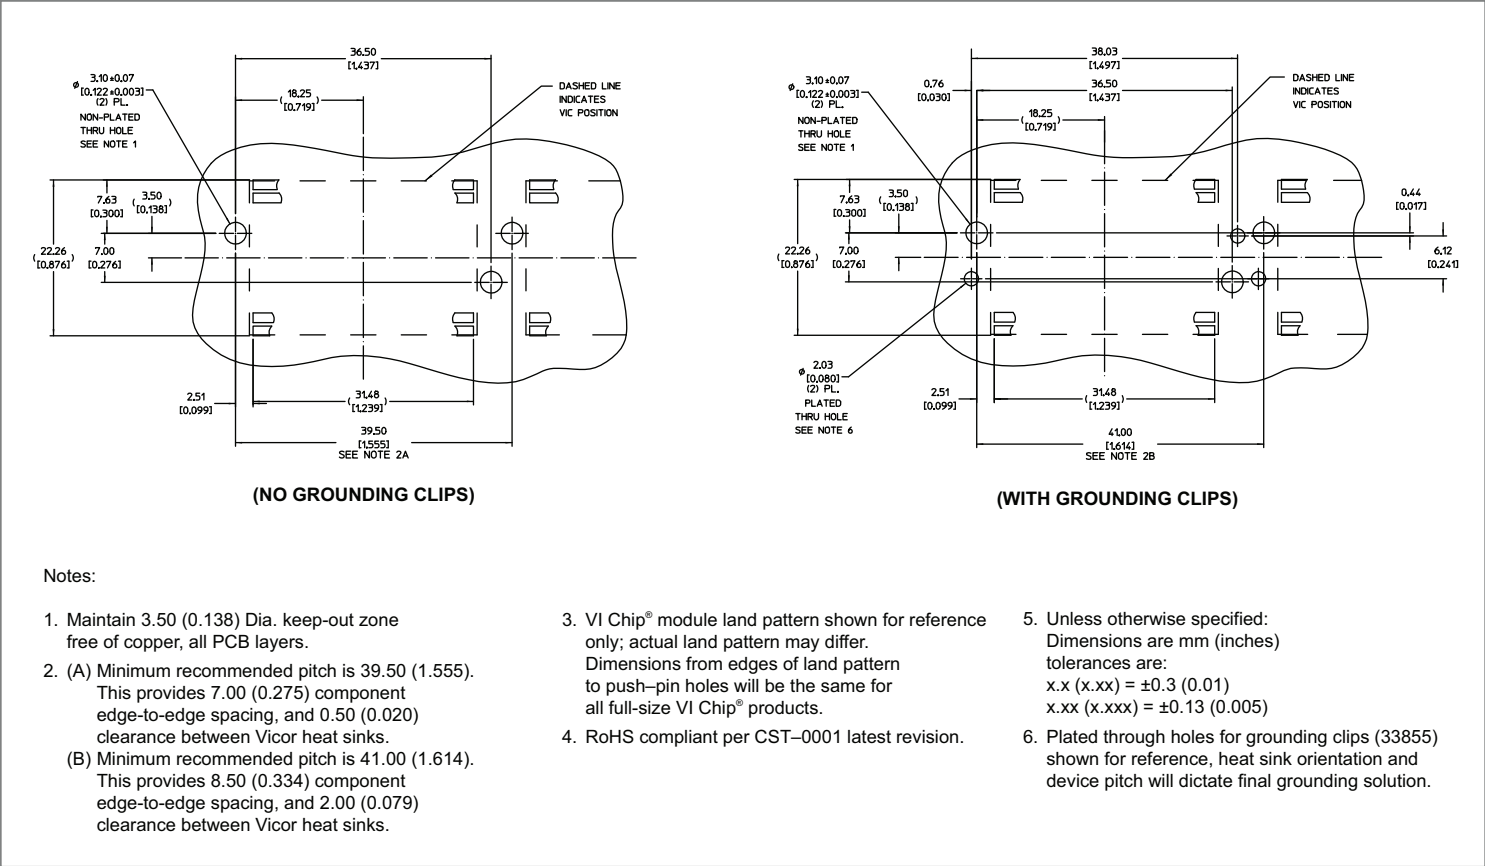 36.50
[1.437]
3.10±0.07
ø [0.122±0.003]
(2) PL.
NON-PLATED
THRU HOLE
SEE NOTE 1
(18.25)
[0.719]
DASHED LINE
INDICATES
VIC POSITION
7.63
[0.300]
(3.50)
[0.138]
(22.26)
[0.876]
7.00
[0.276]
2.51
[0.099]
(31.48)
[1.239]
39.50
[1.555]
SEE NOTE 2A
(NO GROUNDING CLIPS)
38.03
[1.497]
3.10±0.07
ø [0.122±0.003]
(2) PL.
NON-PLATED
THRU HOLE
SEE NOTE 1
0.76
[0.030]
36.50
[1.437]
(18.25)
[0.719]
DASHED LINE
INDICATES
VIC POSITION
7.63
[0.300]
(3.50)
[0.138]
0.44
[0.017]
(22.26)
[0.876]
7.00
[0.276]
6.12
[0.241]
ø 2.03
[0.080]
(2) PL.
PLATED
THRU HOLE
SEE NOTE 6
2.51
[0.099]
(31.48)
[1.239]
41.00
[1.614]
SEE NOTE 2B
(WITH GROUNDING CLIPS)
Notes:
1. Maintain 3.50 (0.138) Dia. keep-out zone
free of copper, all PCB layers.
2. (A) Minimum recommended pitch is 39.50 (1.555).
This provides 7.00 (0.275) component
edge-to-edge spacing, and 0.50 (0.020)
clearance between Vicor heat sinks.
(B) Minimum recommended pitch is 41.00 (1.614).
This provides 8.50 (0.334) component
edge-to-edge spacing, and 2.00 (0.079)
clearance between Vicor heat sinks.
3. VI Chip® module land pattern shown for reference
only; actual land pattern may differ.
Dimensions from edges of land pattern
to push–pin holes will be the same for
all full-size VI Chip® products.
4. RoHS compliant per CST–0001 latest revision.
5. Unless otherwise specified:
Dimensions are mm (inches)
tolerances are:
x.x (x.xx) = ±0.3 (0.01)
x.xx (x.xxx) = ±0.13 (0.005)
6. Plated through holes for grounding clips (33855)
shown for reference, heat sink orientation and
device pitch will dictate final grounding solution.